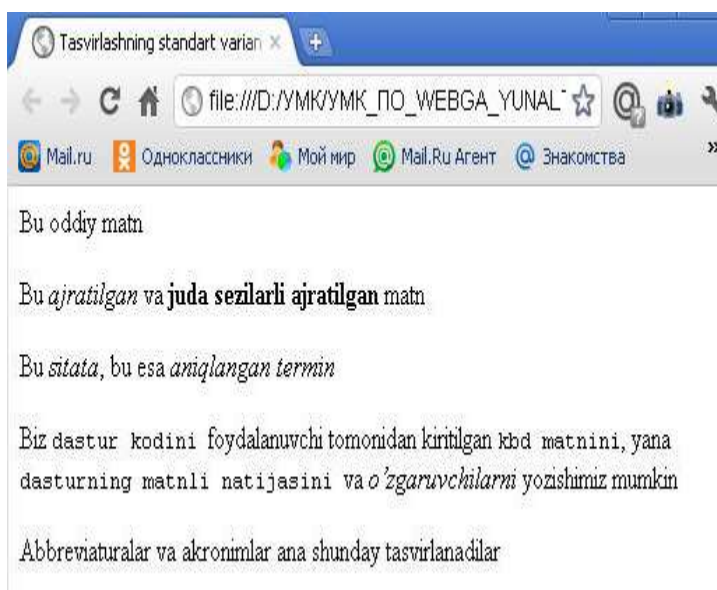 Tasvirlashning standart varian
file:///D:/УМК/УМК_ПО_WEBGA_YUNAL
Mail.ru Одноклассники Мой мир Mail.Ru Агент Знакомства »
Bu oddiy matn
Bu ajratilgan va juda sezilarli ajratilgan matn
Bu sitata, bu esa aniqlangan termin
Biz dastur kodini foydalanuvchi tomonidan kiritilgan kbd matnini, yana
dasturning matnli natijasini va o’zgaruvchilarni yozishimiz mumkin
Abbreviaturalar va akronimlar ana shunday tasvirlanadilar